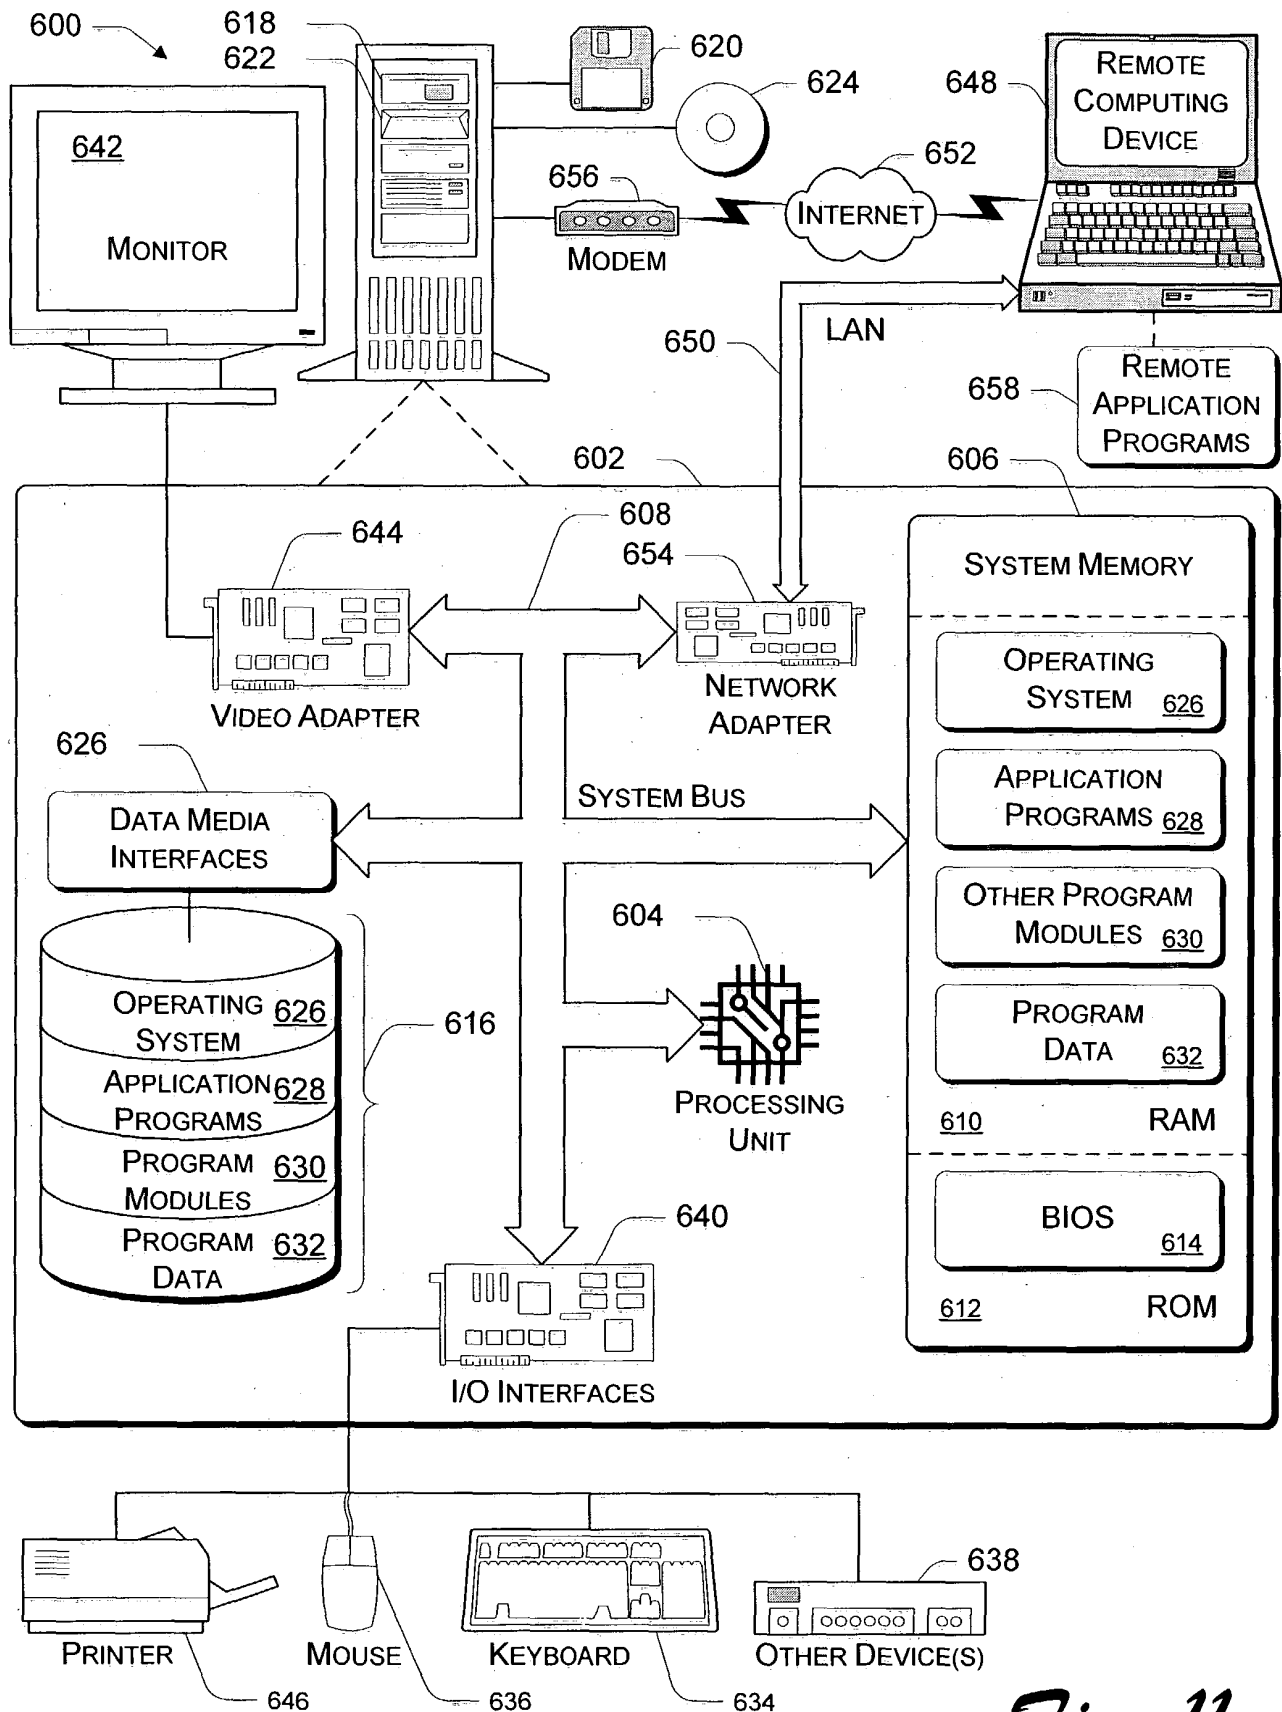 600
618
622
620
624
648
REMOTE
COMPUTING
DEVICE
642
MONITOR
656
MODEM
652
INTERNET
LAN
650
658
REMOTE
APPLICATION
PROGRAMS
602
606
608
644
654
SYSTEM MEMORY
VIDEO ADAPTER
NETWORK
ADAPTER
OPERATING
SYSTEM 626
626
DATA MEDIA
INTERFACES
SYSTEM BUS
APPLICATION
PROGRAMS 628
OTHER PROGRAM
MODULES 630
604
PROCESSING
UNIT
PROGRAM
DATA 632
610 RAM
OPERATING 626
SYSTEM
APPLICATION 628
PROGRAMS
PROGRAM 630
MODULES
PROGRAM 632
DATA
616
BIOS
614
612 ROM
640
I/O INTERFACES
638
PRINTER
MOUSE
KEYBOARD
OTHER DEVICE(S)
646
636
634